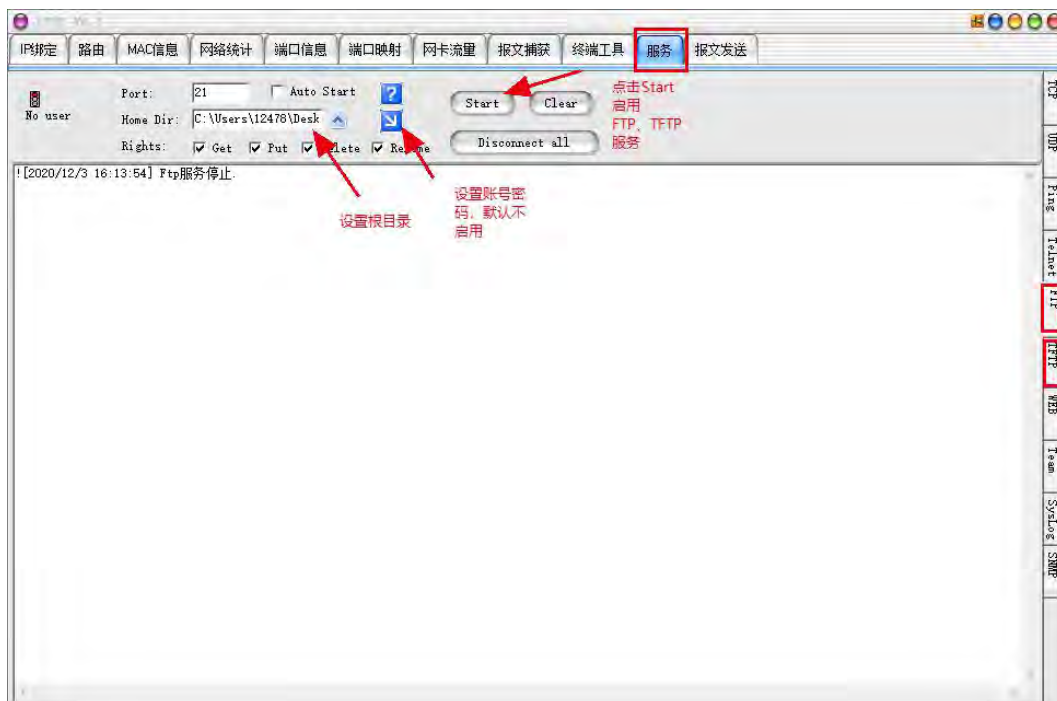 IP绑定 路由 MAC信息 网络统计 端口信息 端口映射 网卡流量 报文捕获 终端工具 服务 报文发送
No user
Port: 21 Auto Start
Home Dir: C:\Users\12478\Desk
Rights: Get Put
Start Clear
Disconnect all
点击Start
启用
FTP、TFTP
服务
![2020/12/3 16:13:54] Ftp服务停止.
设置根目录
设置账号密
码，默认不
启用
TCP
UDP
Ping
Telnet
FTP
TFTP
WEB
Team
SysLog
SNMP